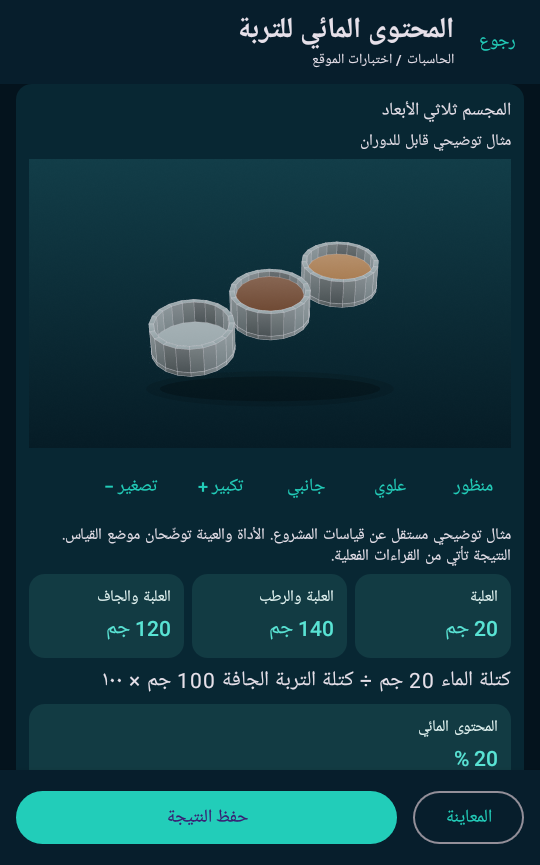 رجوع
المحتوى المائي للتربة
الحاسبات / اختبارات الموقع
المجسم ثلاثي الأبعاد
مثال توضيحي قابل للدوران
منظور
علوي
جانبي
تكبير +
تصغير −
مثال توضيحي مستقل عن قياسات المشروع. الأداة والعينة توضّحان موضع القياس.
النتيجة تأتي من القراءات الفعلية.
العلبة
20 جم
العلبة والرطب
140 جم
العلبة والجاف
120 جم
كتلة الماء 20 جم ÷ كتلة التربة الجافة 100 جم × ١٠٠
المحتوى المائي
20 %
المعاينة
حفظ النتيجة